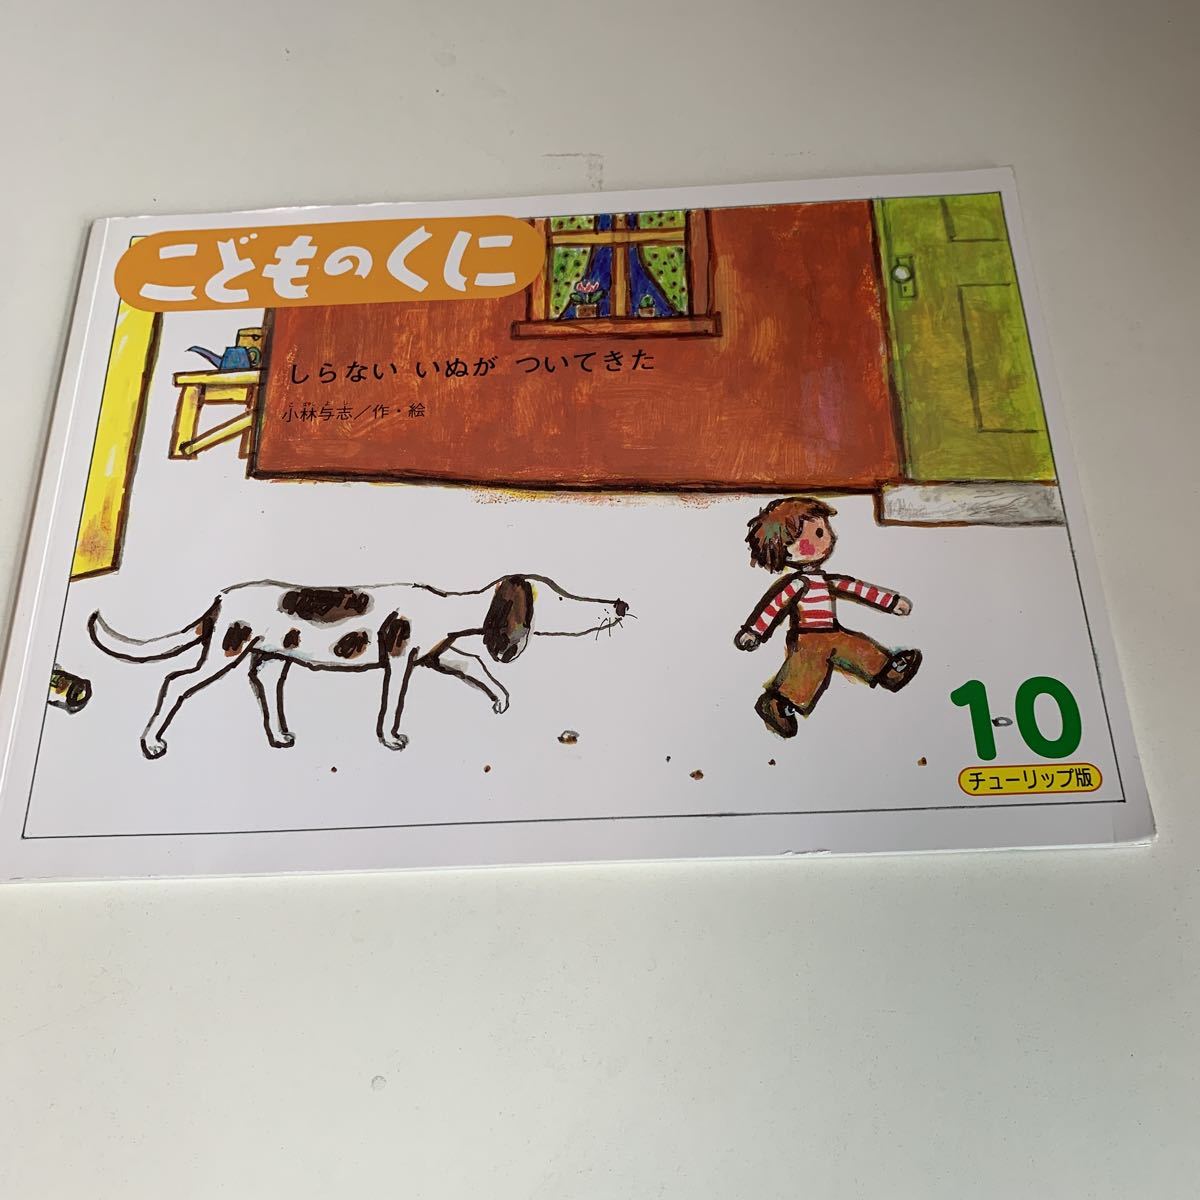 こどものくに
しらない いぬが ついてきた
小林与志／作・絵
10
チューリップ版